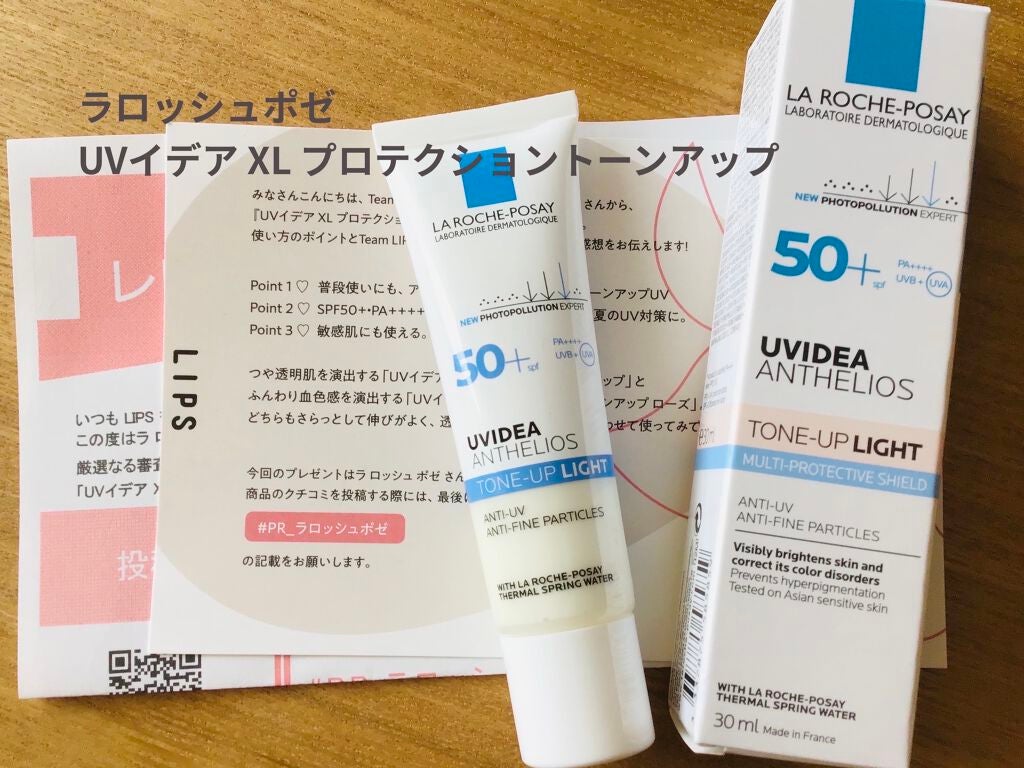 ラロッシュポゼ
UVイデア XL プロテクショントーンアップ
みなさんこんにちは、Team
さんから、
『UVイデア XL プロテクショ
使い方のポイントとTeam LIP
感想をお伝えします!
Point 1 ♡ 普段使いにも、ア
ーンアップUV
Point 2 ♡ SPF50+・PA++++
夏のUV対策に。
Point 3 ♡ 敏感肌にも使える。
つや透明肌を演出する「UVイデア
ップ」と
ふんわり血色感を演出する「UVイ
ーンアップ ローズ」
どちらもさらっとして伸びがよく、透
わせて使ってみて
今回のプレゼントはラ ロッシュ ポゼ さん
商品のクチコミを投稿する際には、最後に
#PR_ラロッシュポゼ
の記載をお願いします。
LIPS
レ
いつも LIPS
この度はラ ロ
厳選なる審査
「UVイデア X
投稿
LA ROCHE-POSAY
LABORATOIRE DERMATOLOGIQUE
NEW PHOTOPOLLUTION EXPERT
50+ spf
PA++++
UVB + UVA
UVIDEA
ANTHELIOS
TONE-UP LIGHT
ANTI-UV
ANTI-FINE PARTICLES
WITH LA ROCHE-POSAY
THERMAL SPRING WATER
LA ROCHE-POSAY
LABORATOIRE DERMATOLOGIQUE
NEW PHOTOPOLLUTION EXPERT
50+ spf
PA++++
UVB + UVA
UVIDEA
ANTHELIOS
TONE-UP LIGHT
MULTI-PROTECTIVE SHIELD
ANTI-UV
ANTI-FINE PARTICLES
Visibly brightens skin and
correct its color disorders
Prevents hyperpigmentation
Tested on Asian sensitive skin
WITH LA ROCHE-POSAY
THERMAL SPRING WATER
30 ml Made in France